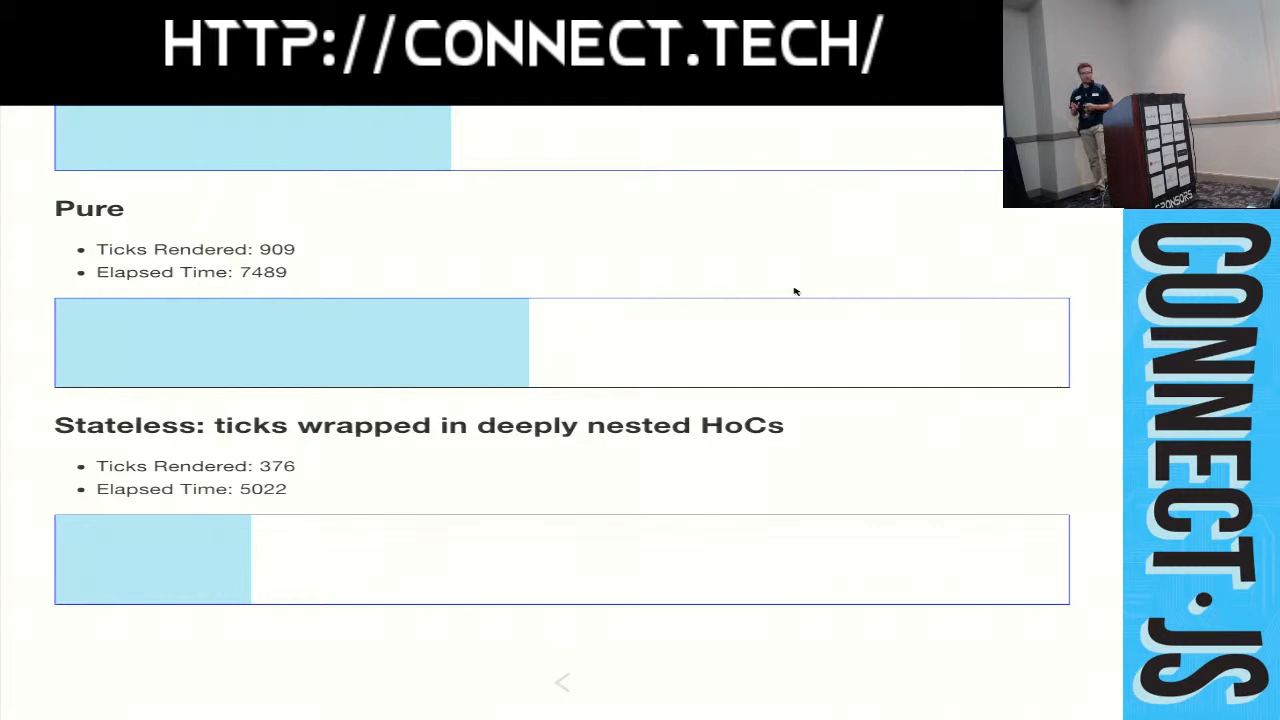 HTTP://CONNECT.TECH/
Pure
• Ticks Rendered: 909
• Elapsed Time: 7489
Stateless: ticks wrapped in deeply nested HoCs
• Ticks Rendered: 376
• Elapsed Time: 5022
SPONSORS
CONNECT.JS